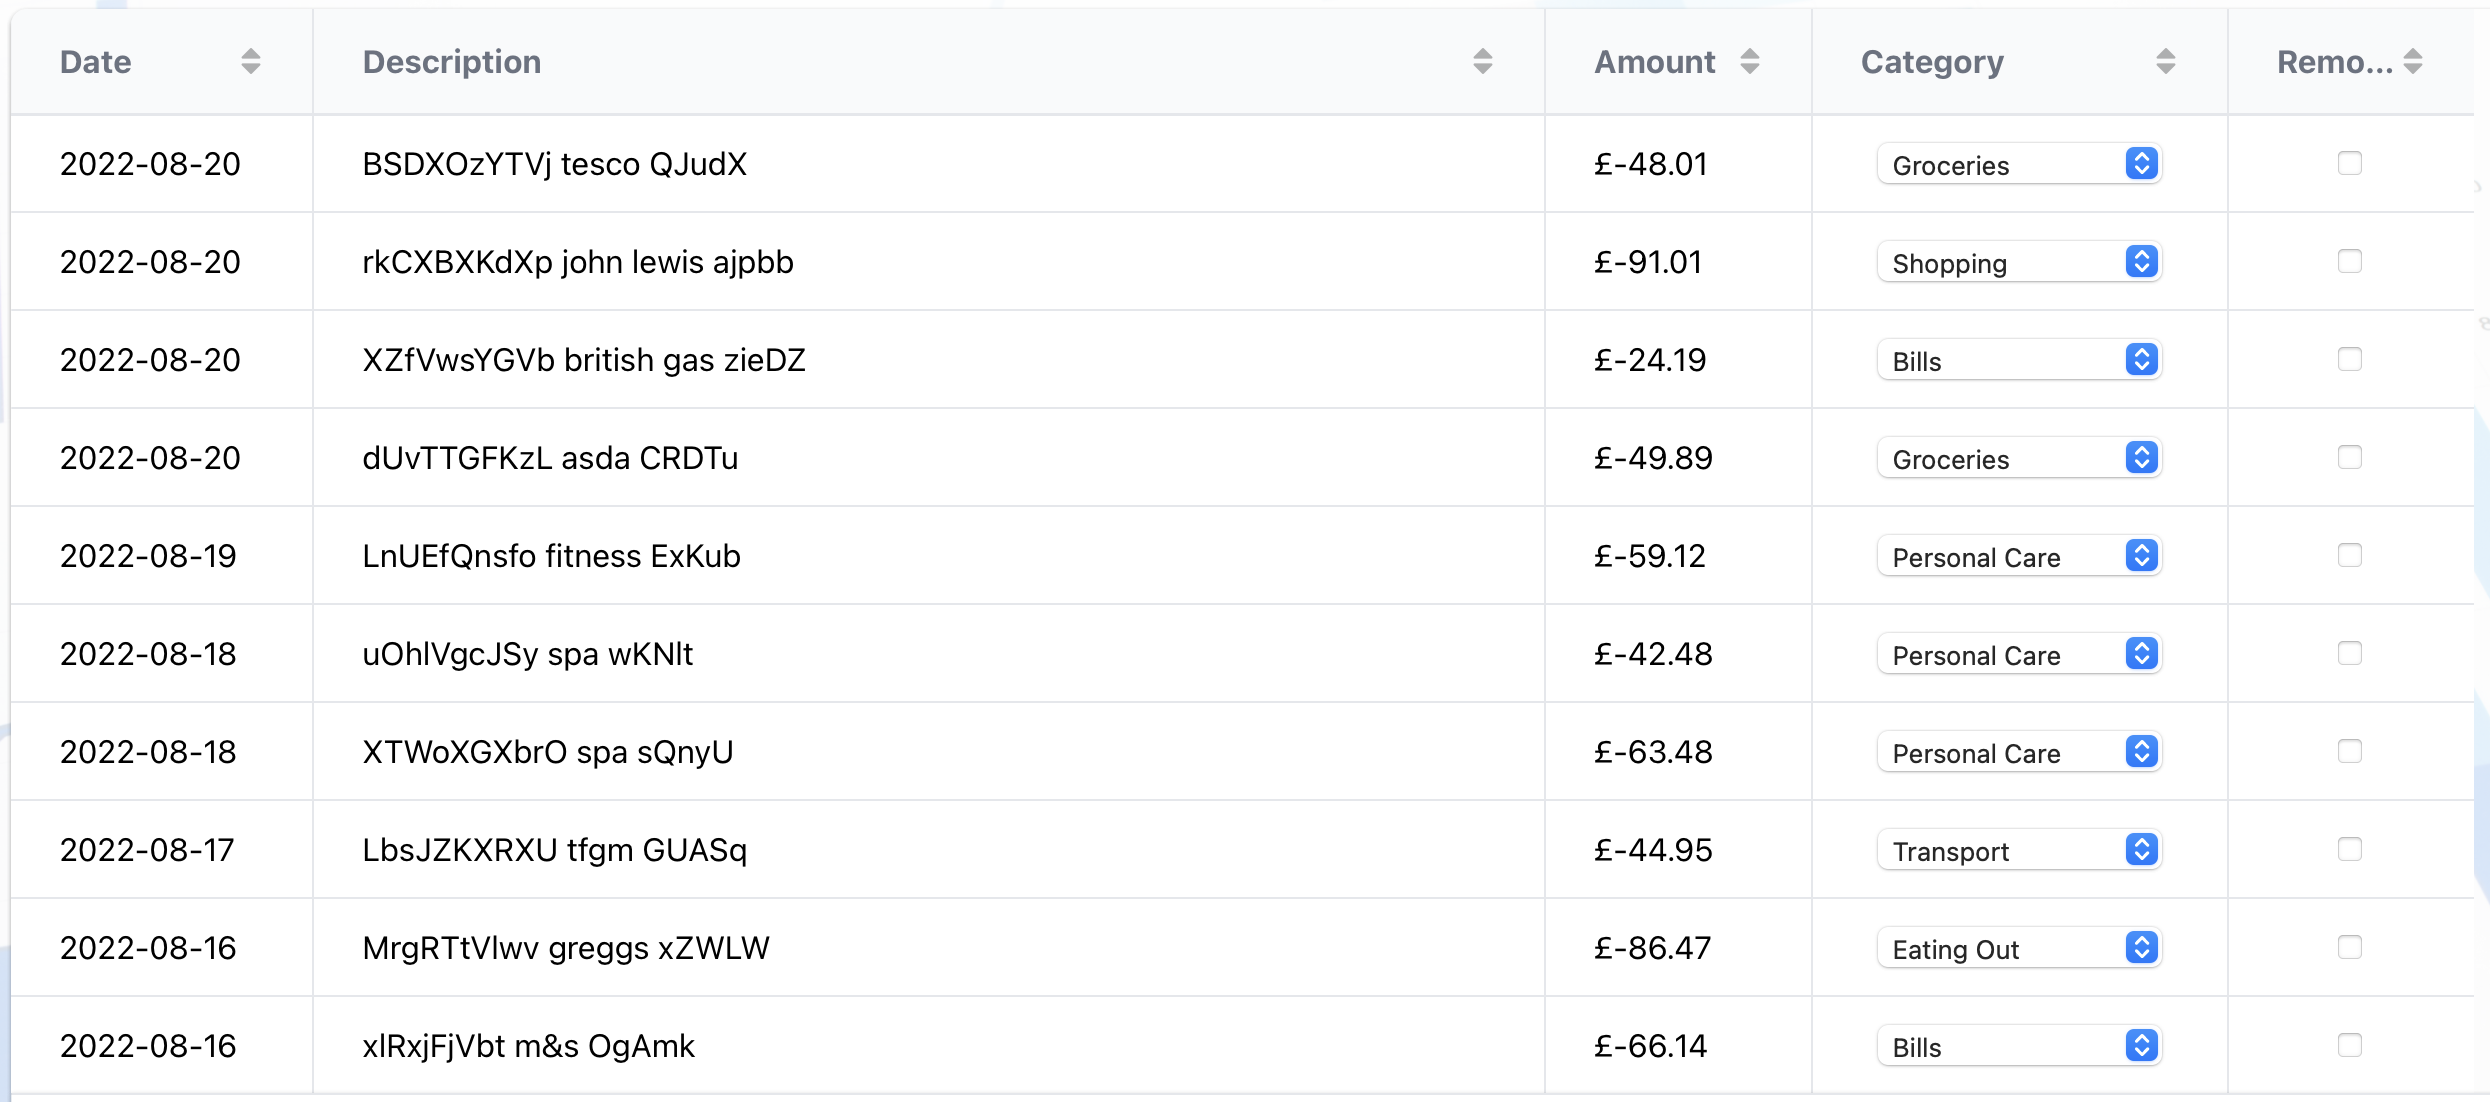 Date Description Amount Category Remo...
2022-08-20 BSDXOzYTVj tesco QJudX £-48.01 Groceries
2022-08-20 rkCXBXKdXp john lewis ajpbb £-91.01 Shopping
2022-08-20 XZfVwsYGVb british gas zieDZ £-24.19 Bills
2022-08-20 dUvTTGFKzL asda CRDTu £-49.89 Groceries
2022-08-19 LnUEfQnsfo fitness ExKub £-59.12 Personal Care
2022-08-18 uOhlVgcJSy spa wKNlt £-42.48 Personal Care
2022-08-18 XTWoXGXbrO spa sQnyU £-63.48 Personal Care
2022-08-17 LbsJZKXRXU tfgm GUASq £-44.95 Transport
2022-08-16 MrgRTtVlwv greggs xZWLW £-86.47 Eating Out
2022-08-16 xlRxjFjVbt m&s OgAmk £-66.14 Bills